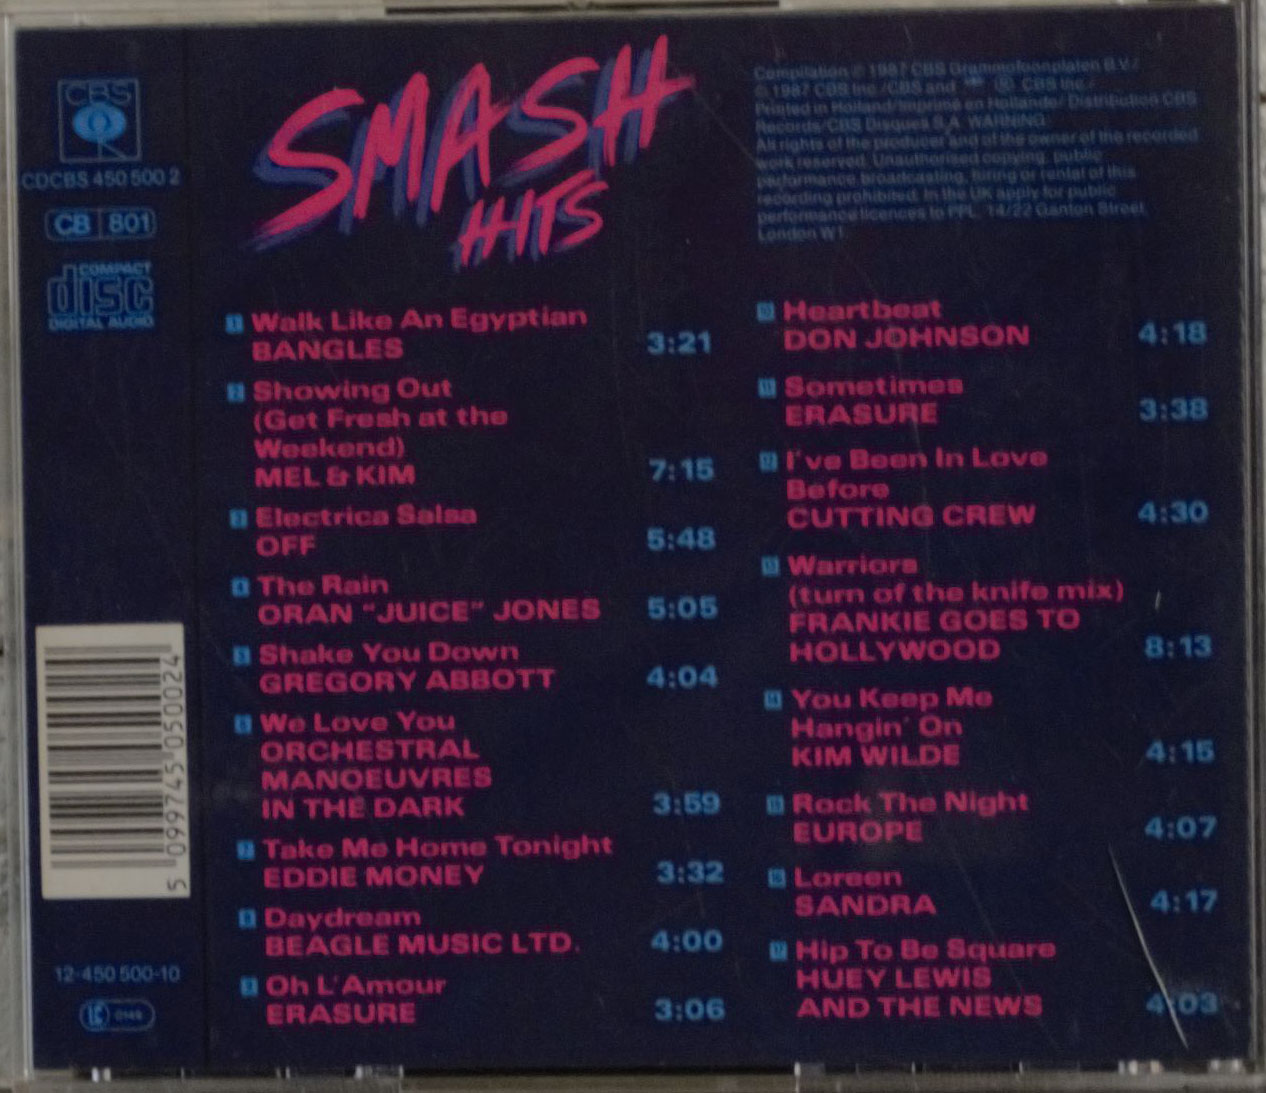 CBS
CDCBS 450 500 2
CB 801
COMPACT
disc
DIGITAL AUDIO
SMASH
HITS
Compilation ℗ 1987 CBS Grammofoonplaten B.V./
© 1987 CBS Inc./CBS and CBS Inc./
Printed in Holland/Imprimé en Hollande/Distribution CBS
Records/CBS Disques S.A. WARNING:
All rights of the producer and of the owner of the recorded
work reserved. Unauthorised copying, public
performance, broadcasting, hiring or rental of this
recording prohibited. In the UK apply for public
performance licences to PPL, 14/22 Ganton Street,
London W1
1 Walk Like An Egyptian
BANGLES 3:21
2 Showing Out
(Get Fresh at the
Weekend)
MEL & KIM 7:15
3 Electrica Salsa
OFF 5:48
4 The Rain
ORAN "JUICE" JONES 5:05
5 Shake You Down
GREGORY ABBOTT 4:04
6 We Love You
ORCHESTRAL
MANOEUVRES
IN THE DARK 3:59
7 Take Me Home Tonight
EDDIE MONEY 3:32
8 Daydream
BEAGLE MUSIC LTD. 4:00
9 Oh L'Amour
ERASURE 3:06
10 Heartbeat
DON JOHNSON 4:18
11 Sometimes
ERASURE 3:38
12 I've Been In Love
Before
CUTTING CREW 4:30
13 Warriors
(turn of the knife mix)
FRANKIE GOES TO
HOLLYWOOD 8:13
14 You Keep Me
Hangin' On
KIM WILDE 4:15
15 Rock The Night
EUROPE 4:07
16 Loreen
SANDRA 4:17
17 Hip To Be Square
HUEY LEWIS
AND THE NEWS 4:03
5 099745 050024
12-450 500-10
LC 0149